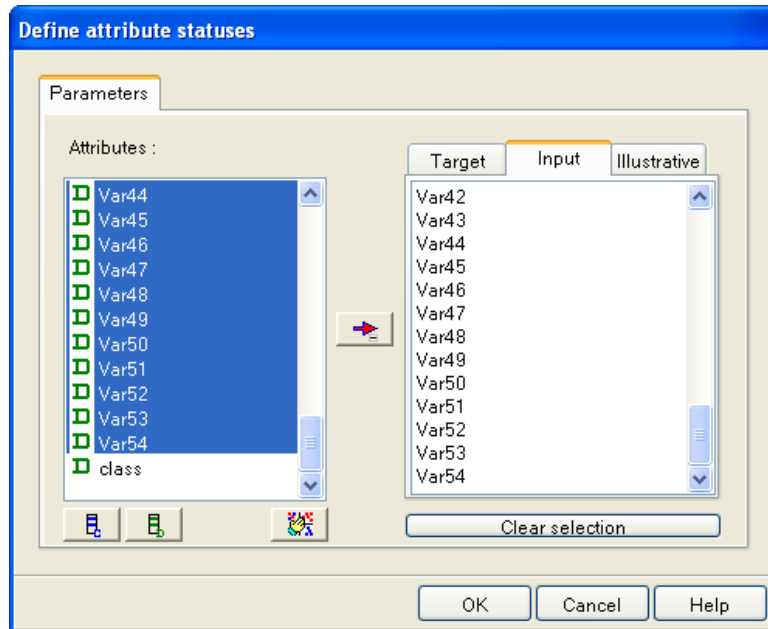 Define attribute statuses
Parameters
Attributes :
Var44
Var45
Var46
Var47
Var48
Var49
Var50
Var51
Var52
Var53
Var54
class
Target Input Illustrative
Var42
Var43
Var44
Var45
Var46
Var47
Var48
Var49
Var50
Var51
Var52
Var53
Var54
Clear selection
OK Cancel Help